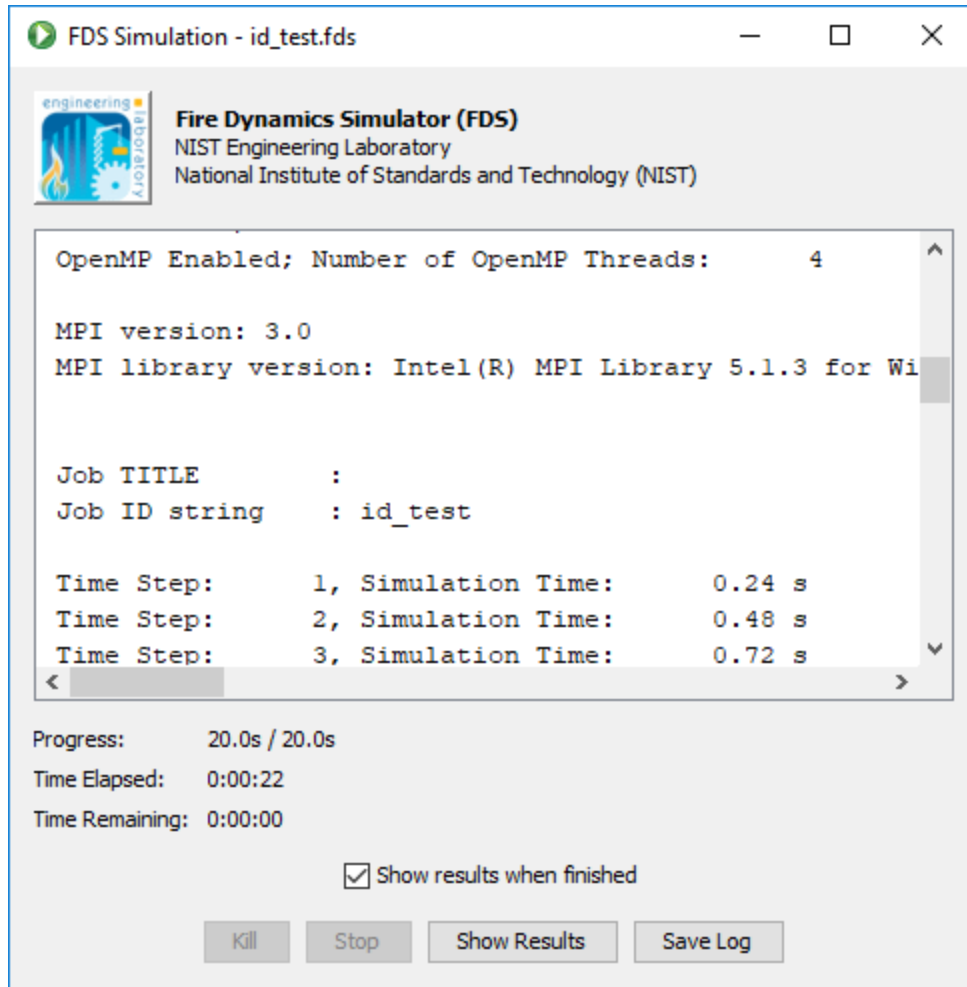 FDS Simulation - id_test.fds
engineering
laboratory
Fire Dynamics Simulator (FDS)
NIST Engineering Laboratory
National Institute of Standards and Technology (NIST)
OpenMP Enabled; Number of OpenMP Threads: 4
MPI version: 3.0
MPI library version: Intel(R) MPI Library 5.1.3 for Wi
Job TITLE :
Job ID string : id_test
Time Step: 1, Simulation Time: 0.24 s
Time Step: 2, Simulation Time: 0.48 s
Time Step: 3, Simulation Time: 0.72 s
Progress: 20.0s / 20.0s
Time Elapsed: 0:00:22
Time Remaining: 0:00:00
Show results when finished
Kill Stop Show Results Save Log